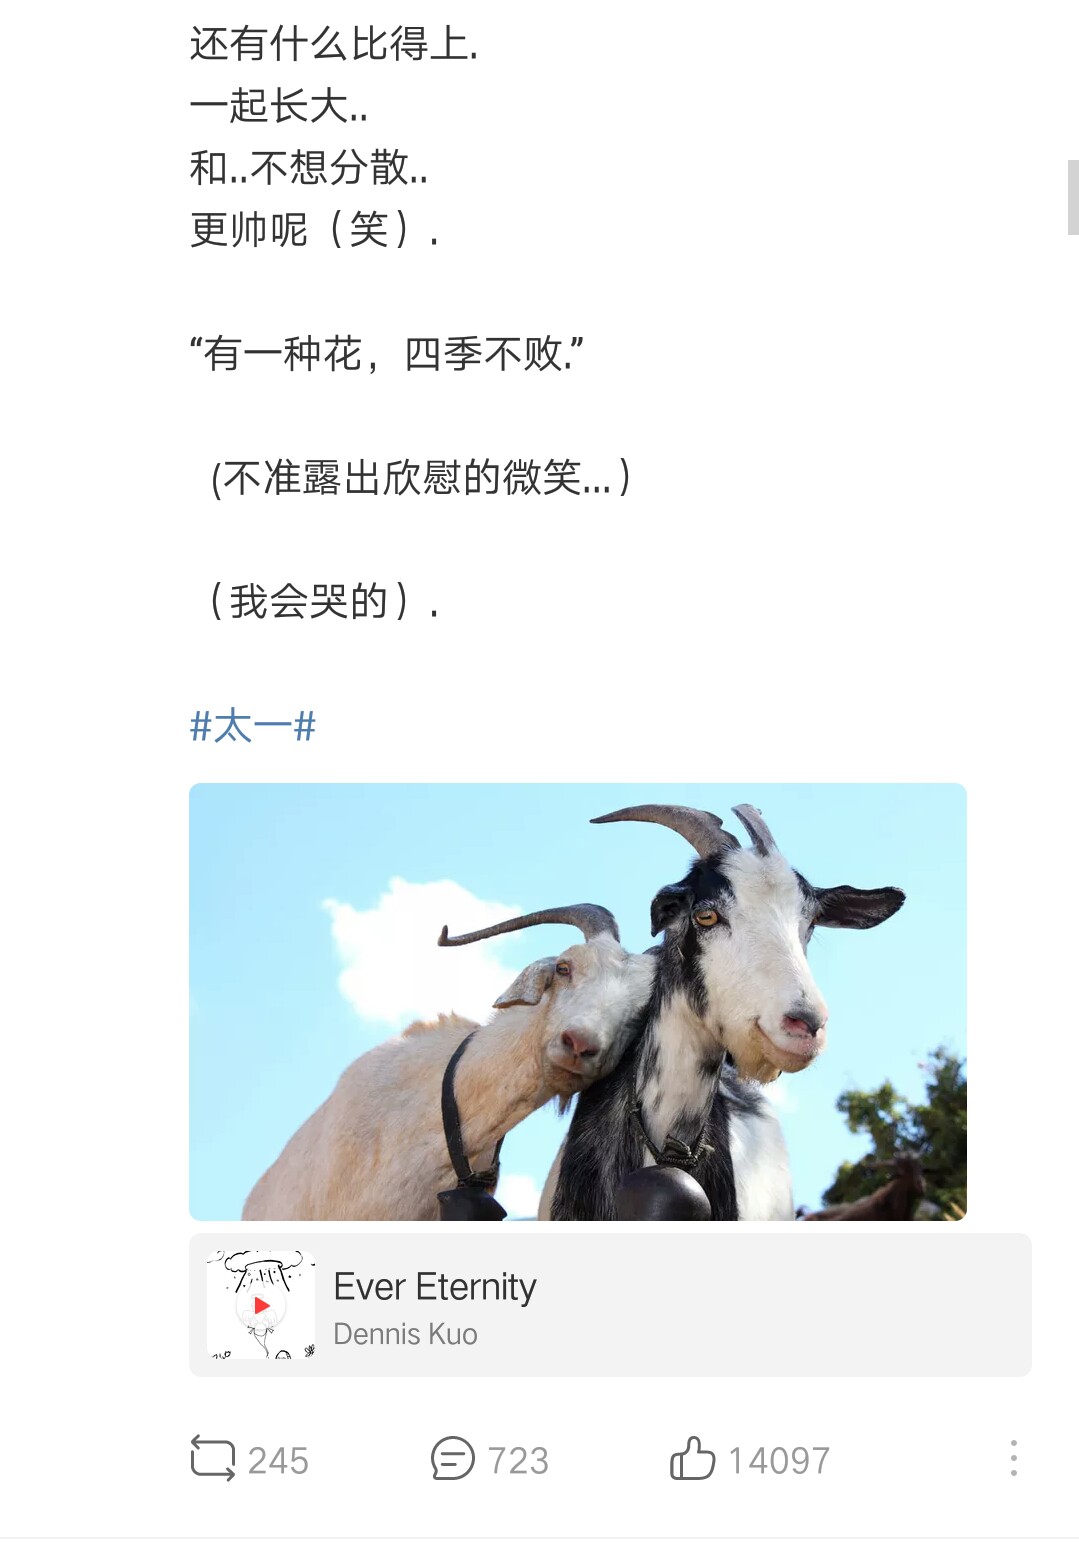 还有什么比得上.
一起长大..
和..不想分散..
更帅呢（笑）.
“有一种花，四季不败.”
(不准露出欣慰的微笑...）
（我会哭的）.
#太一#
Ever Eternity
Dennis Kuo
245
723
14097